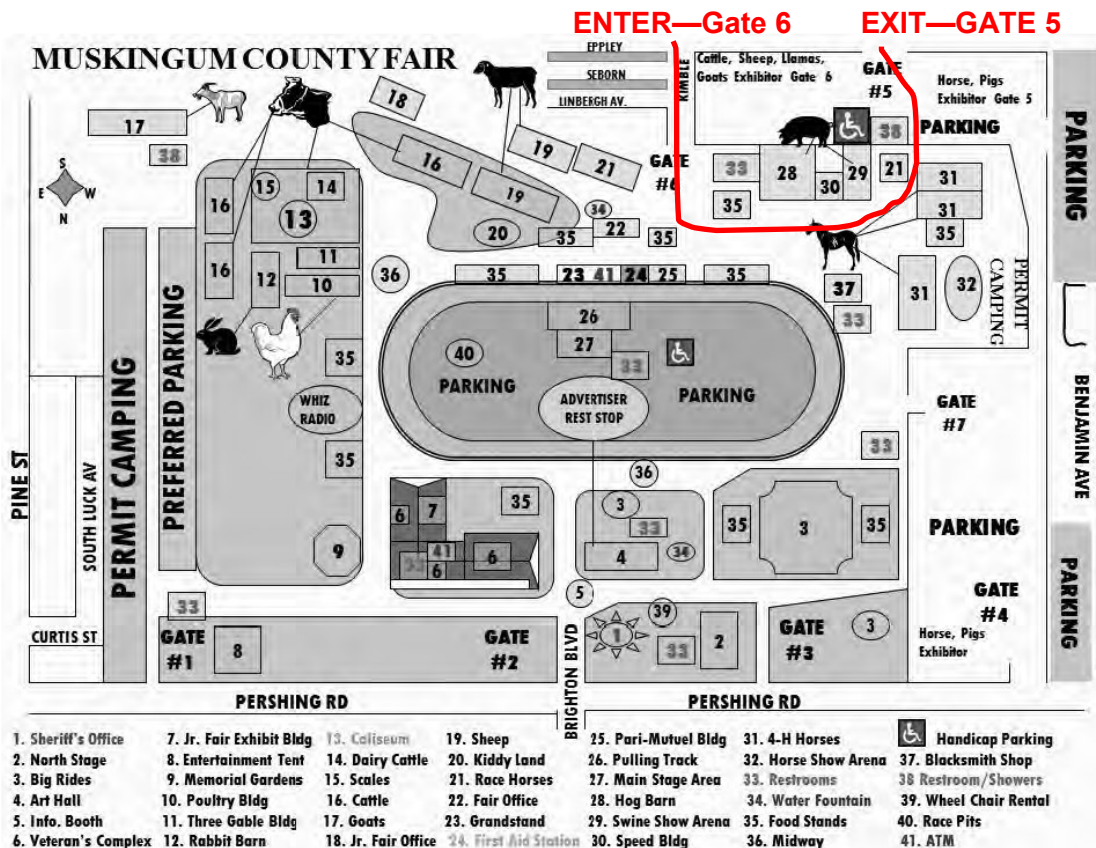 ENTER—Gate 6 EXIT—GATE 5
MUSKINGUM COUNTY FAIR
EPPLEY
SEBORN
LINBERGH AV.
KIMBLE
Cattle, Sheep, Llamas,
Goats Exhibitor Gate 6
GATE
#5
Horse, Pigs
Exhibitor Gate 5
PARKING
PARKING
17
38
18
16
19
19
21
GATE
#6
33
28
30
29
38
21
35
31
31
35
S
E W
N
16
15
14
13
16
12
11
10
36
20
34
35
22
35
35
23 41 24 25
35
37
33
31
32
PERMIT
CAMPING
26
27
33
40
PARKING
ADVERTISER
REST STOP
PARKING
35
WHIZ
RADIO
35
9
PINE ST
SOUTH LUCK AV
PERMIT CAMPING
PREFERRED PARKING
GATE
#7
BENJAMIN AVE
33
36
6
7
35
33
41
6
6
3
33
4
34
35
3
35
PARKING
PARKING
5
33
CURTIS ST
GATE
#1
8
GATE
#2
BRIGHTON BLVD
1
39
33
2
GATE
#3
3
GATE
#4
Horse, Pigs
Exhibitor
PERSHING RD
PERSHING RD
1. Sheriff's Office
2. North Stage
3. Big Rides
4. Art Hall
5. Info. Booth
6. Veteran's Complex
7. Jr. Fair Exhibit Bldg
8. Entertainment Tent
9. Memorial Gardens
10. Poultry Bldg
11. Three Gable Bldg
12. Rabbit Barn
13. Coliseum
14. Dairy Cattle
15. Scales
16. Cattle
17. Goats
18. Jr. Fair Office
19. Sheep
20. Kiddy Land
21. Race Horses
22. Fair Office
23. Grandstand
24. First Aid Station
25. Pari-Mutuel Bldg
26. Pulling Track
27. Main Stage Area
28. Hog Barn
29. Swine Show Arena
30. Speed Bldg
31. 4-H Horses
32. Horse Show Arena
33. Restrooms
34. Water Fountain
35. Food Stands
36. Midway
Handicap Parking
37. Blacksmith Shop
38 Restroom/Showers
39. Wheel Chair Rental
40. Race Pits
41. ATM